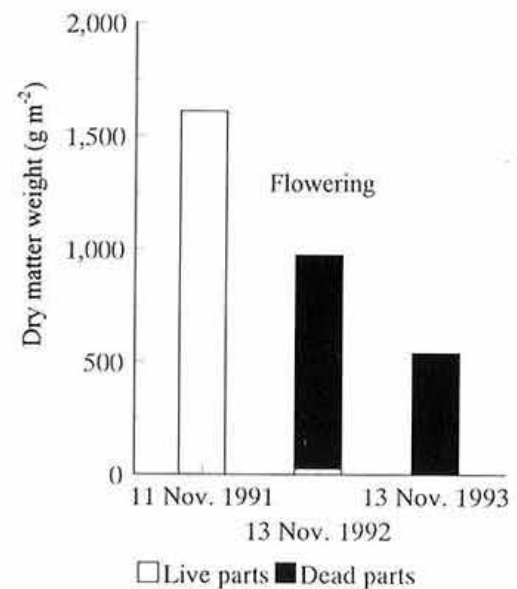 2,000
1,500
1,000
500
0
Dry matter weight (g m⁻²)
Flowering
11 Nov. 1991
13 Nov. 1992
13 Nov. 1993
Live parts Dead parts